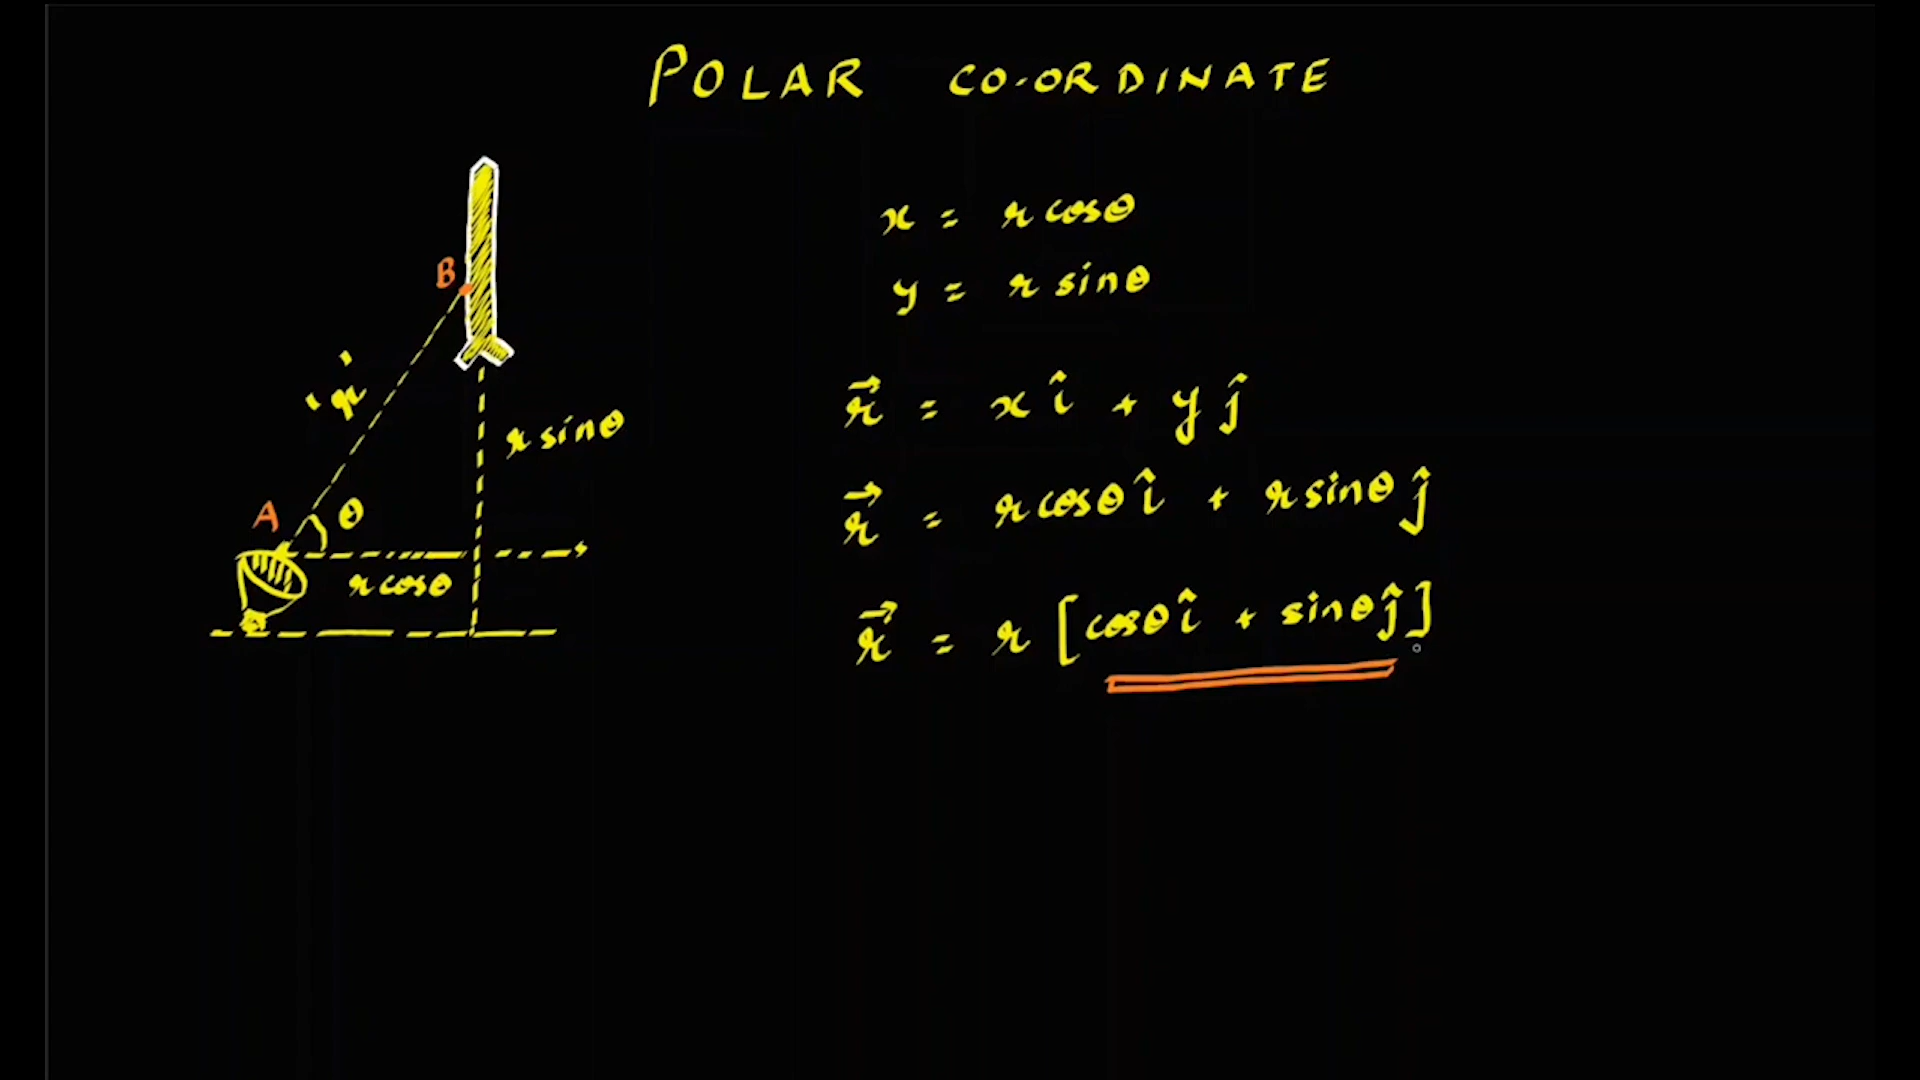 POLAR CO-ORDINATE
x = r cosθ
y = r sinθ
B
'r'
r⃗ = x î + y ĵ
r sinθ
r⃗ = r cosθ î + r sinθ ĵ
A
θ
r cosθ
r⃗ = r [cosθ î + sinθ ĵ]